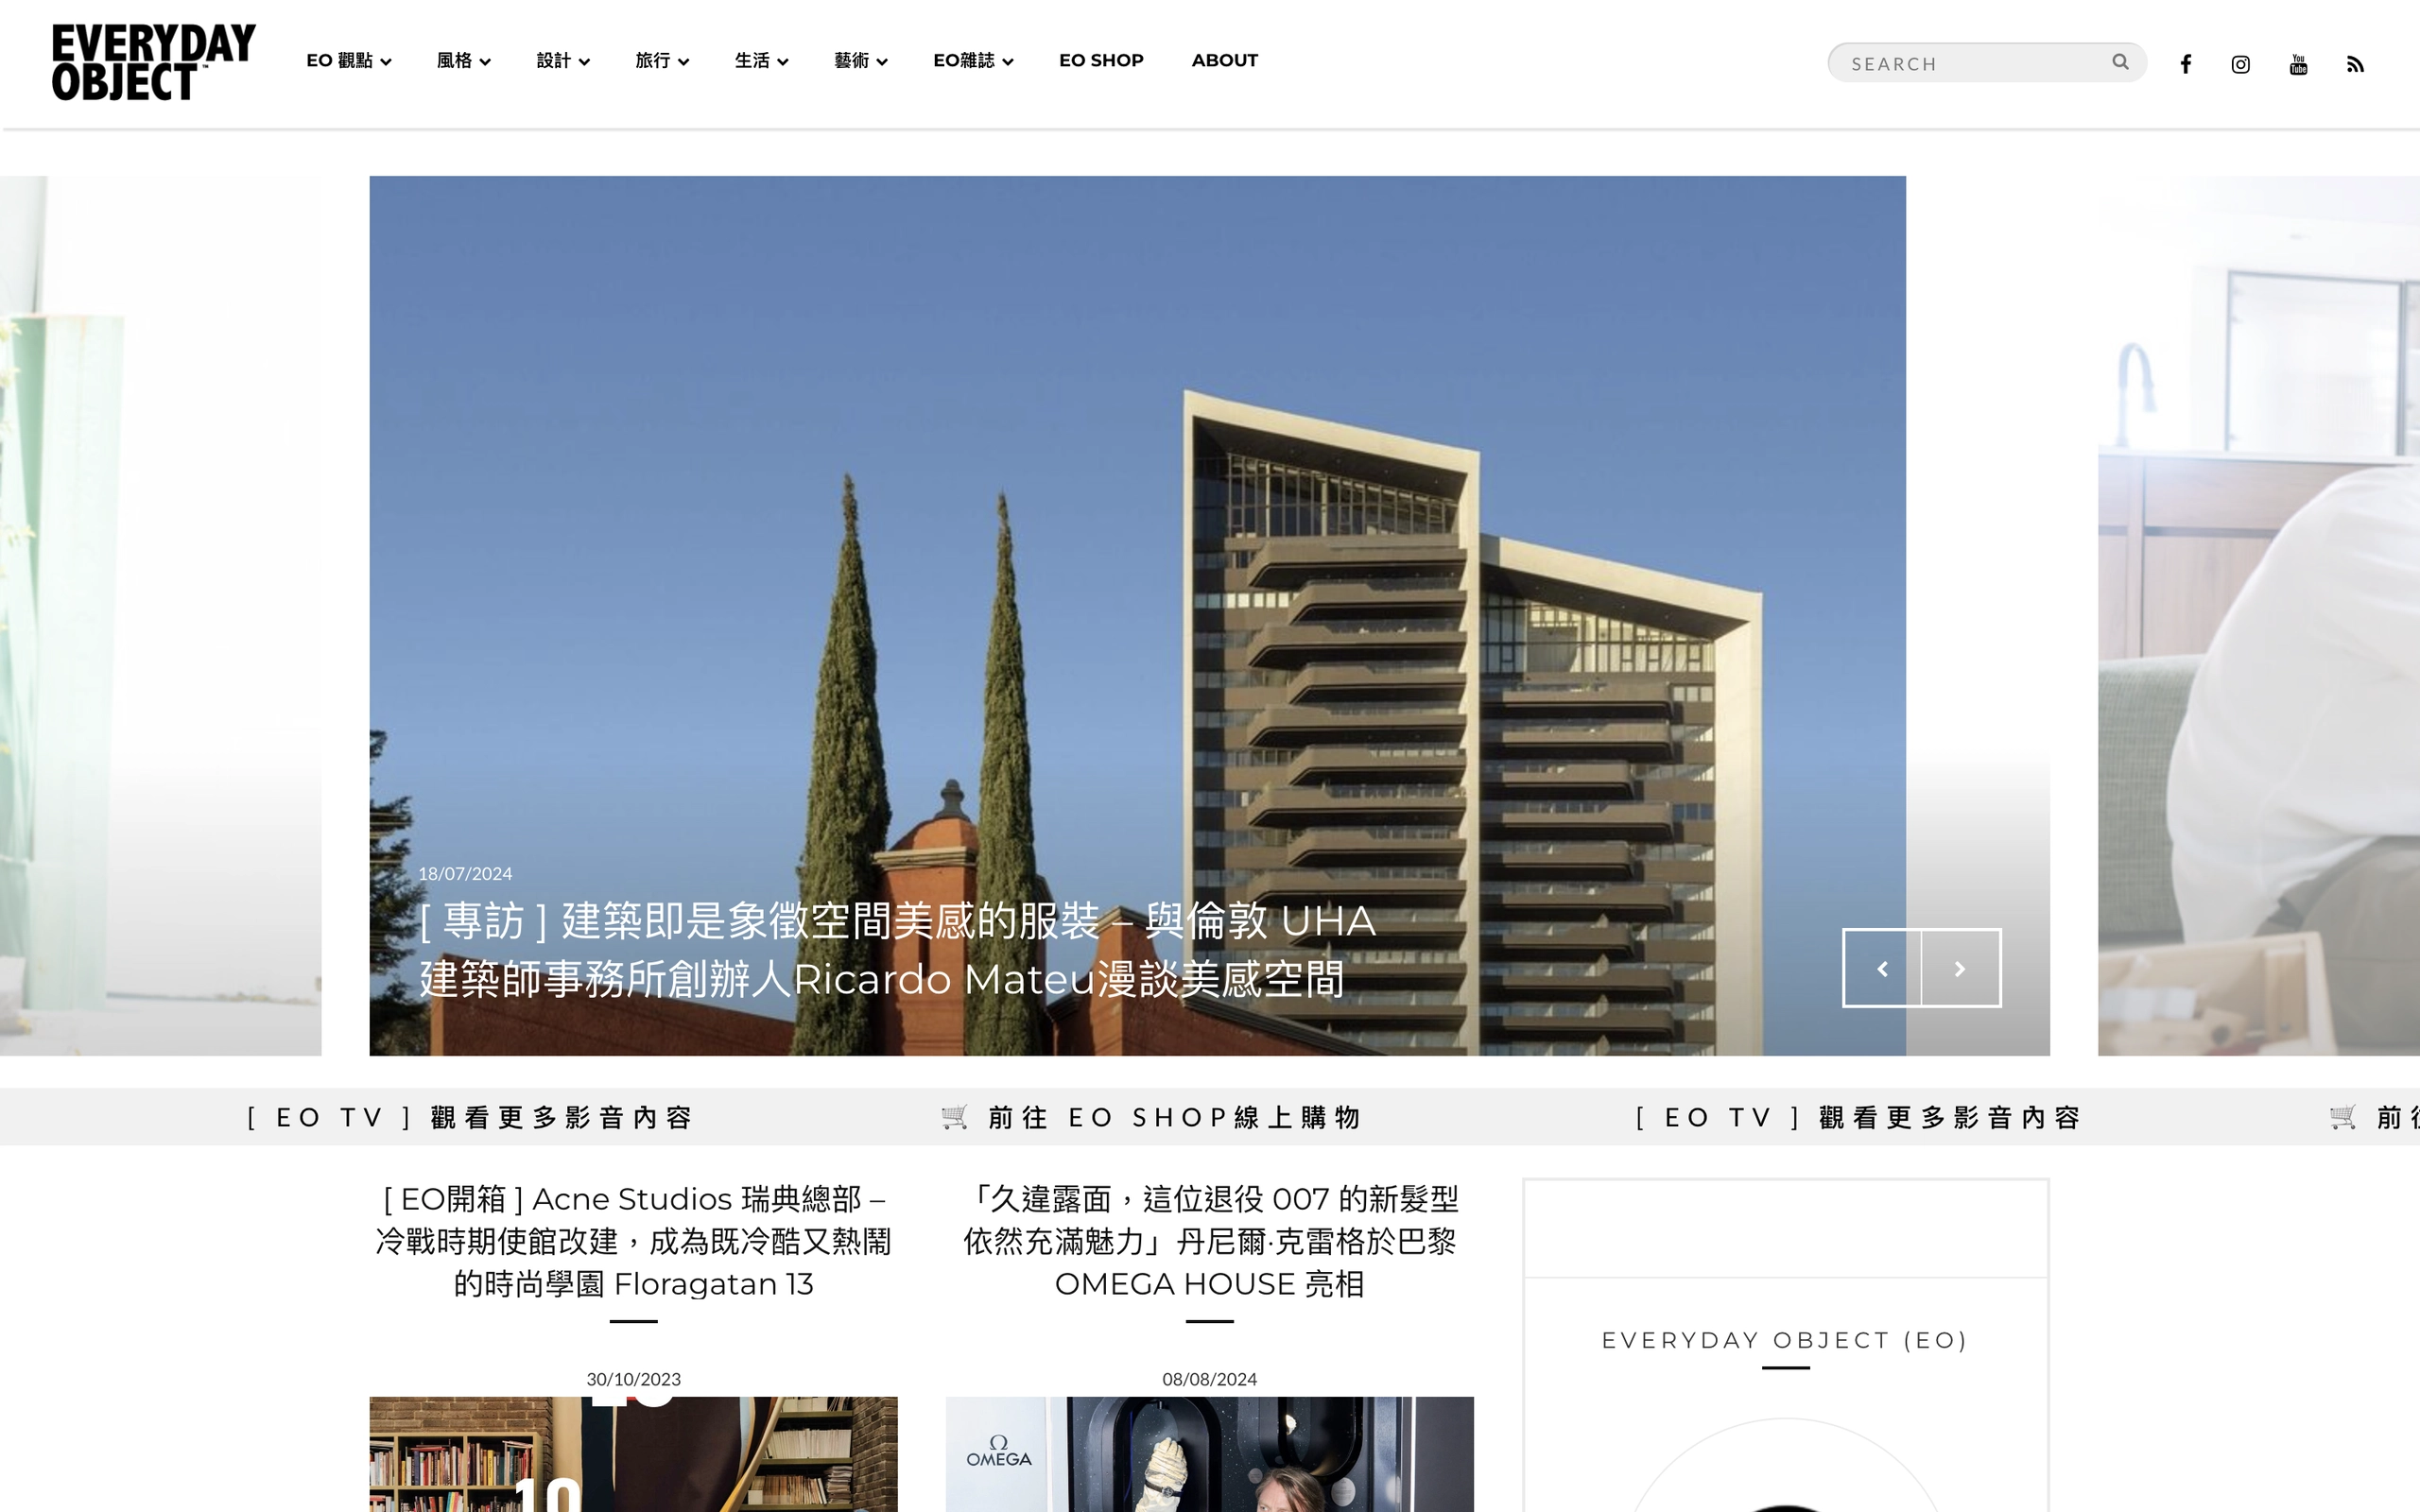 EVERYDAY
OBJECT™
EO 觀點
風格
設計
旅行
生活
藝術
EO雜誌
EO SHOP
ABOUT
SEARCH
You
Tube
18/07/2024
[ 專訪 ] 建築即是象徵空間美感的服裝 – 與倫敦 UHA
建築師事務所創辦人Ricardo Mateu漫談美感空間
[ EO TV ] 觀看更多影音內容
🛒 前往 EO SHOP線上購物
[ EO TV ] 觀看更多影音內容
🛒 前往
[ EO開箱 ] Acne Studios 瑞典總部 –
冷戰時期使館改建，成為既冷酷又熱鬧
的時尚學園 Floragatan 13
30/10/2023
10
「久違露面，這位退役 007 的新髮型
依然充滿魅力」丹尼爾·克雷格於巴黎
OMEGA HOUSE 亮相
08/08/2024
Ω
OMEGA
EVERYDAY OBJECT (EO)